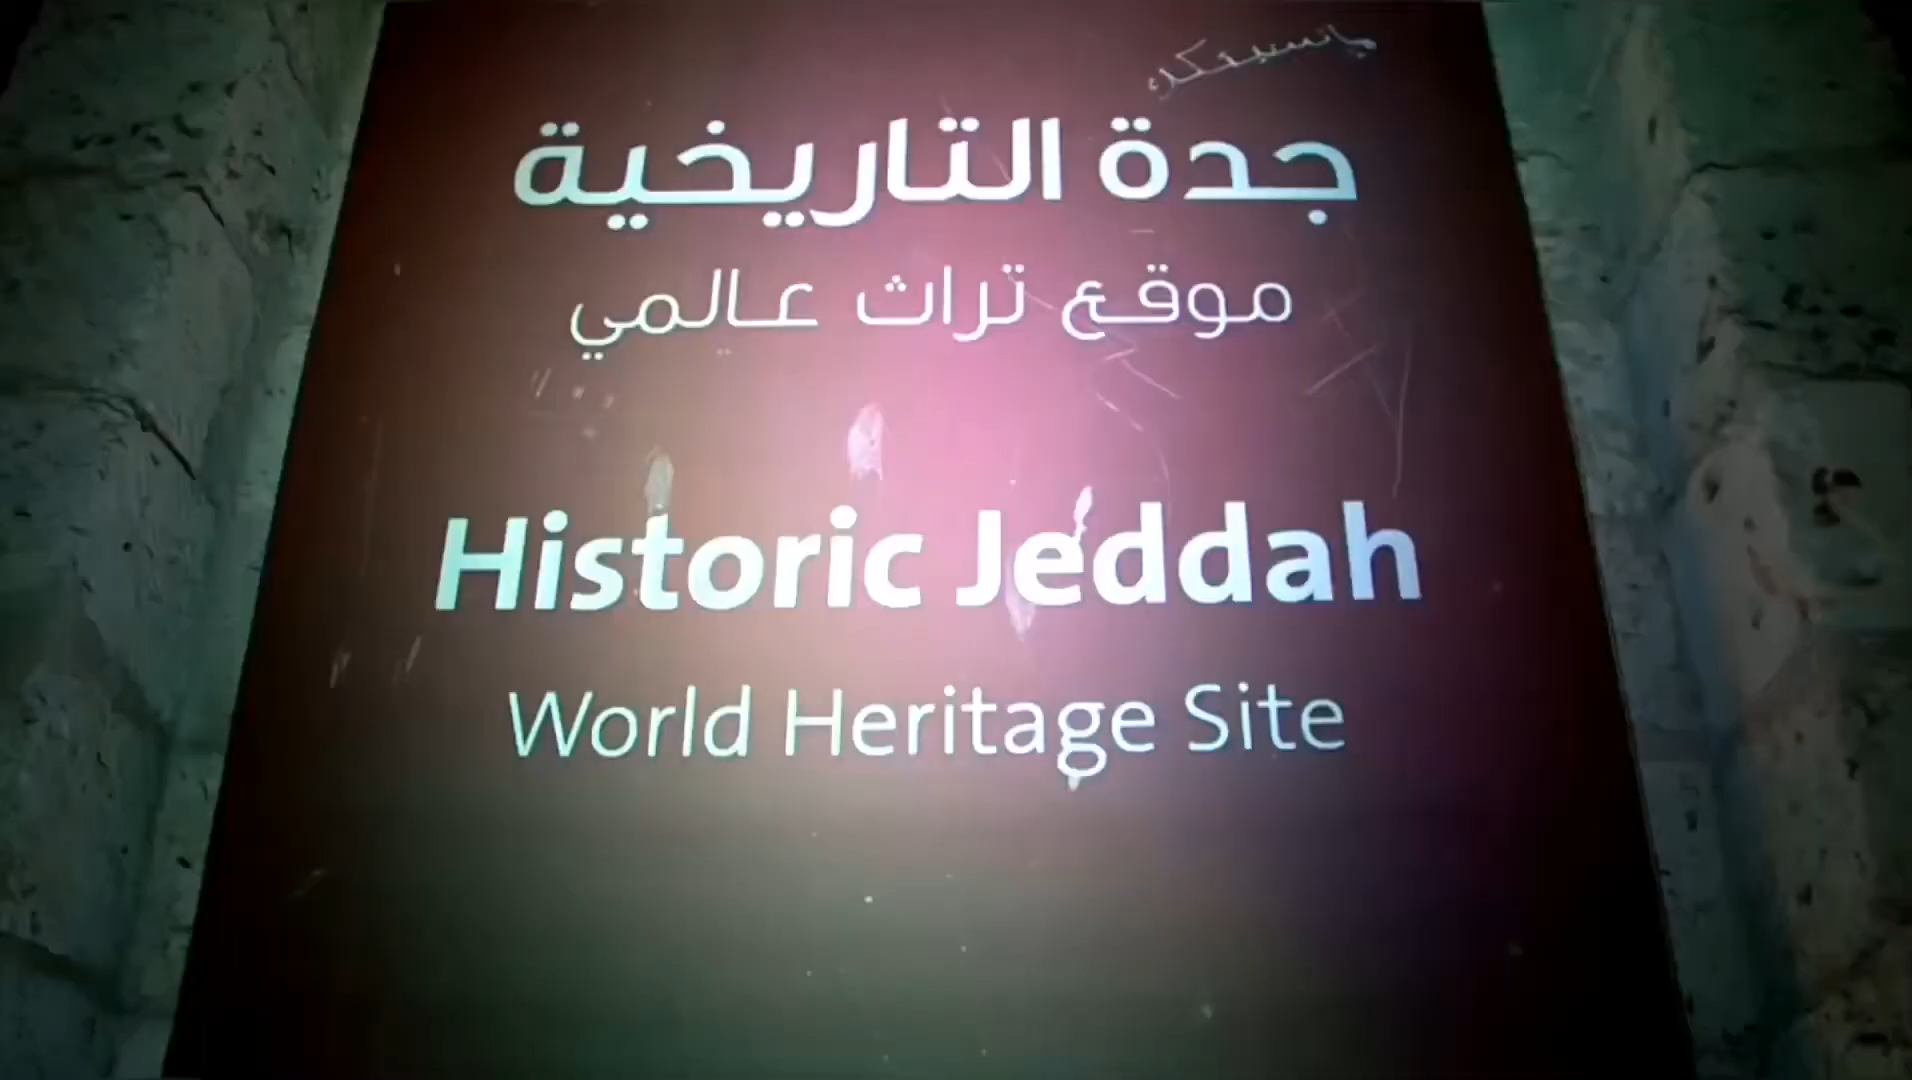 جدة التاريخية
موقع تراث عالمي
Historic Jeddah
World Heritage Site